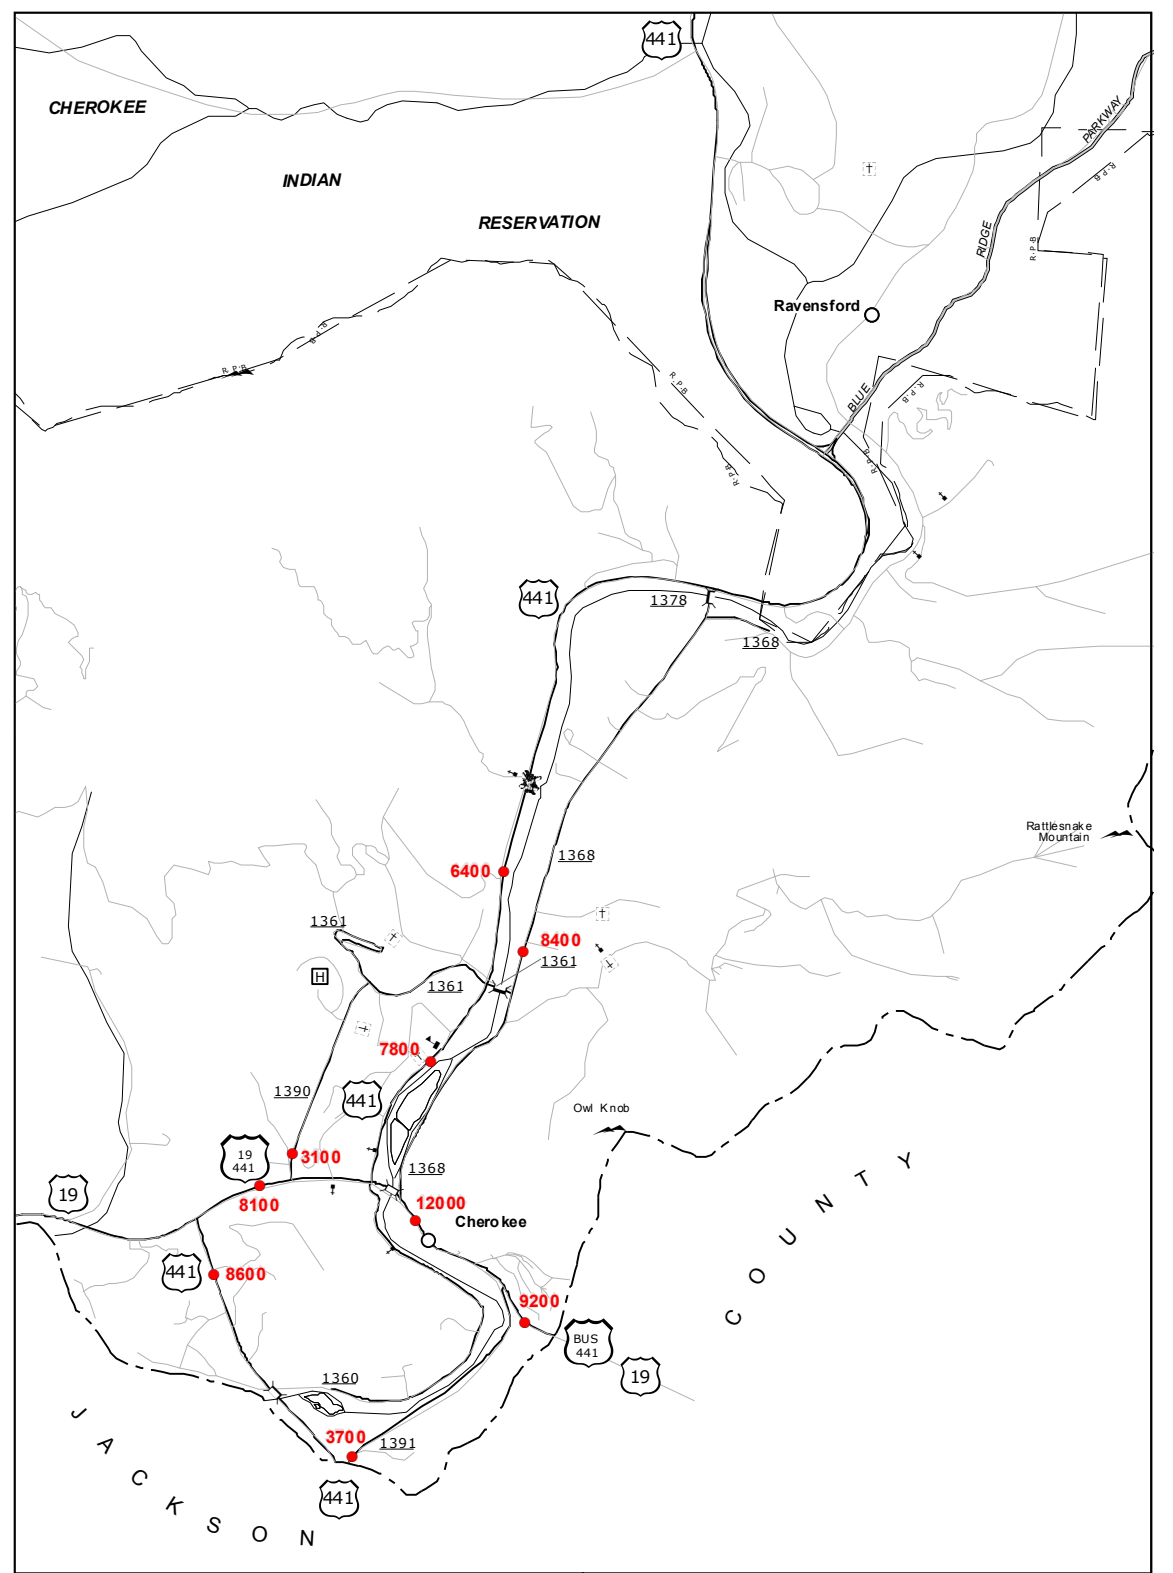 441
CHEROKEE
INDIAN
RESERVATION
PARKWAY
R.P.B
RIDGE
R.P.B
Ravensford
R.P.B
R.P.B
R.P.B
BLUE
R.P.B
R.P.B
R.P.B
441
1378
1368
Rattlesnake
Mountain
1368
6400
1361
8400
1361
H
1361
7800
1390
441
Owl Knob
19
441
3100
1368
19
8100
12000
Cherokee
441
8600
9200
BUS
441
19
1360
3700
1391
441
JACKSON
COUNTY